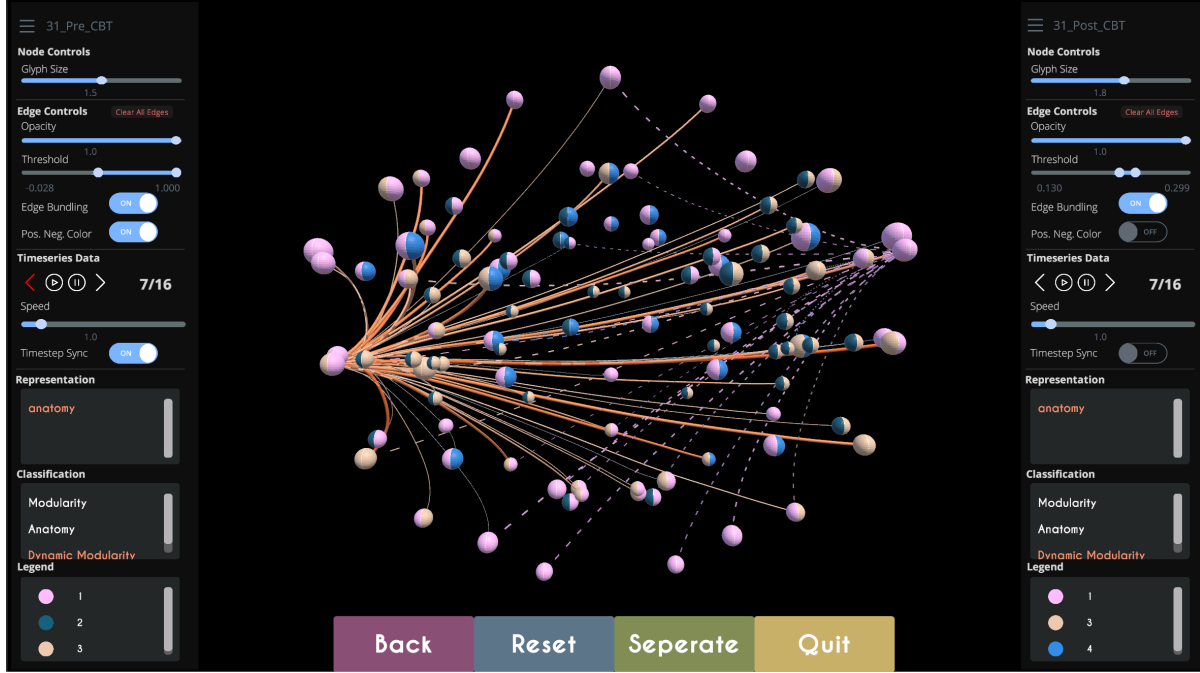 31_Pre_CBT
Node Controls
Glyph Size
1.5
Edge Controls Clear All Edges
Opacity
1.0
Threshold
-0.028 1.000
Edge Bundling ON
Pos. Neg. Color ON
Timeseries Data
7/16
Speed
1.0
Timestep Sync ON
Representation
anatomy
Classification
Modularity
Anatomy
Dynamic Modularity
Legend
1
2
3
31_Post_CBT
Node Controls
Glyph Size
1.8
Edge Controls Clear All Edges
Opacity
1.0
Threshold
0.130 0.299
Edge Bundling ON
Pos. Neg. Color OFF
Timeseries Data
7/16
Speed
1.0
Timestep Sync OFF
Representation
anatomy
Classification
Modularity
Anatomy
Dynamic Modularity
Legend
1
3
4
Back Reset Seperate Quit